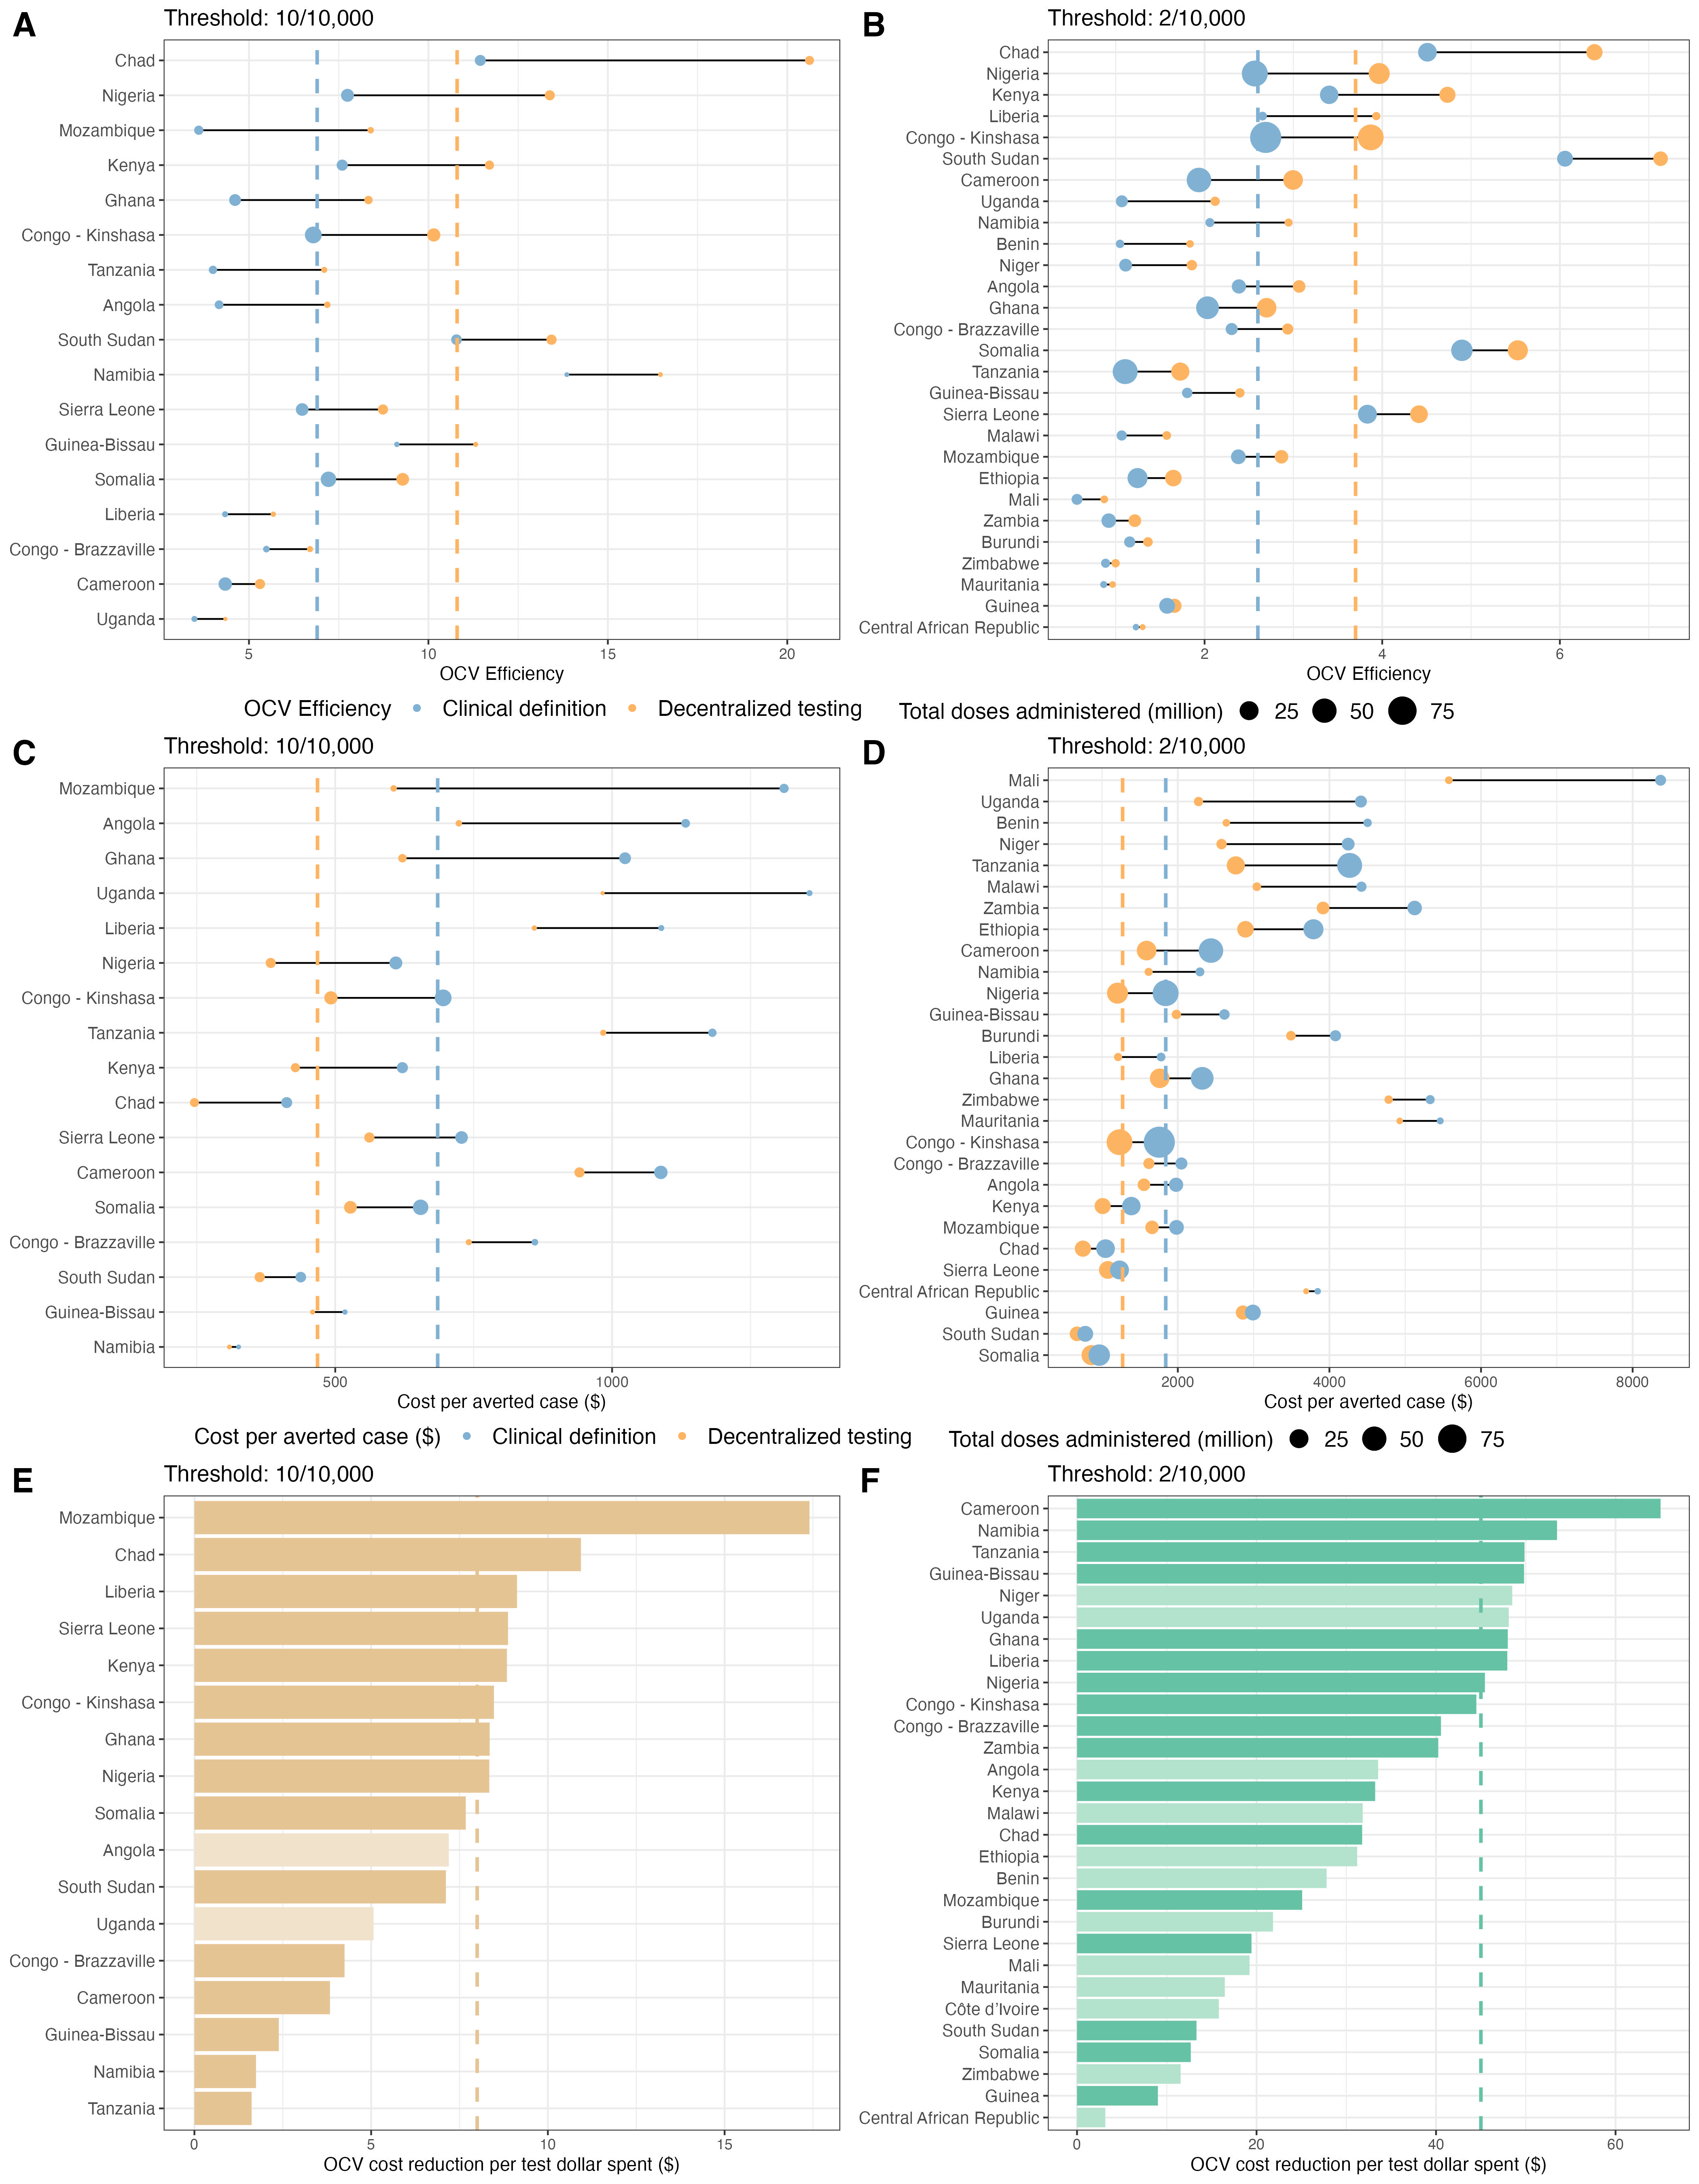 A
Threshold: 10/10,000
Chad
Nigeria
Mozambique
Kenya
Ghana
Congo - Kinshasa
Tanzania
Angola
South Sudan
Namibia
Sierra Leone
Guinea-Bissau
Somalia
Liberia
Congo - Brazzaville
Cameroon
Uganda
5 10 15 20
OCV Efficiency
B
Threshold: 2/10,000
Chad
Nigeria
Kenya
Liberia
Congo - Kinshasa
South Sudan
Cameroon
Uganda
Namibia
Benin
Niger
Angola
Ghana
Congo - Brazzaville
Somalia
Tanzania
Guinea-Bissau
Sierra Leone
Malawi
Mozambique
Ethiopia
Mali
Zambia
Burundi
Zimbabwe
Mauritania
Guinea
Central African Republic
2 4 6
OCV Efficiency
OCV Efficiency Clinical definition Decentralized testing Total doses administered (million) 25 50 75
C
Threshold: 10/10,000
Mozambique
Angola
Ghana
Uganda
Liberia
Nigeria
Congo - Kinshasa
Tanzania
Kenya
Chad
Sierra Leone
Cameroon
Somalia
Congo - Brazzaville
South Sudan
Guinea-Bissau
Namibia
500 1000
Cost per averted case ($)
D
Threshold: 2/10,000
Mali
Uganda
Benin
Niger
Tanzania
Malawi
Zambia
Ethiopia
Cameroon
Namibia
Nigeria
Guinea-Bissau
Burundi
Liberia
Ghana
Zimbabwe
Mauritania
Congo - Kinshasa
Congo - Brazzaville
Angola
Kenya
Mozambique
Chad
Sierra Leone
Central African Republic
Guinea
South Sudan
Somalia
2000 4000 6000 8000
Cost per averted case ($)
Cost per averted case ($) Clinical definition Decentralized testing Total doses administered (million) 25 50 75
E
Threshold: 10/10,000
Mozambique
Chad
Liberia
Sierra Leone
Kenya
Congo - Kinshasa
Ghana
Nigeria
Somalia
Angola
South Sudan
Uganda
Congo - Brazzaville
Cameroon
Guinea-Bissau
Namibia
Tanzania
0 5 10 15
OCV cost reduction per test dollar spent ($)
F
Threshold: 2/10,000
Cameroon
Namibia
Tanzania
Guinea-Bissau
Niger
Uganda
Ghana
Liberia
Nigeria
Congo - Kinshasa
Congo - Brazzaville
Zambia
Angola
Kenya
Malawi
Chad
Ethiopia
Benin
Mozambique
Burundi
Sierra Leone
Mali
Mauritania
Côte d’Ivoire
South Sudan
Somalia
Zimbabwe
Guinea
Central African Republic
0 20 40 60
OCV cost reduction per test dollar spent ($)